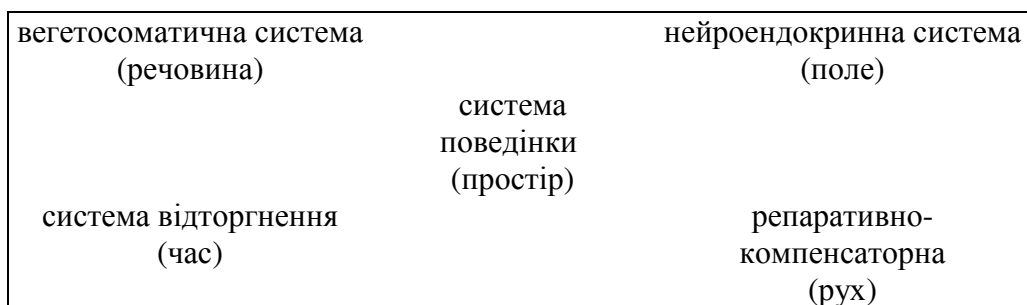 вегетосоматична система
(речовина)
нейроендокринна система
(поле)
система
поведінки
(простір)
система відторгнення
(час)
репаративно-
компенсаторна
(рух)